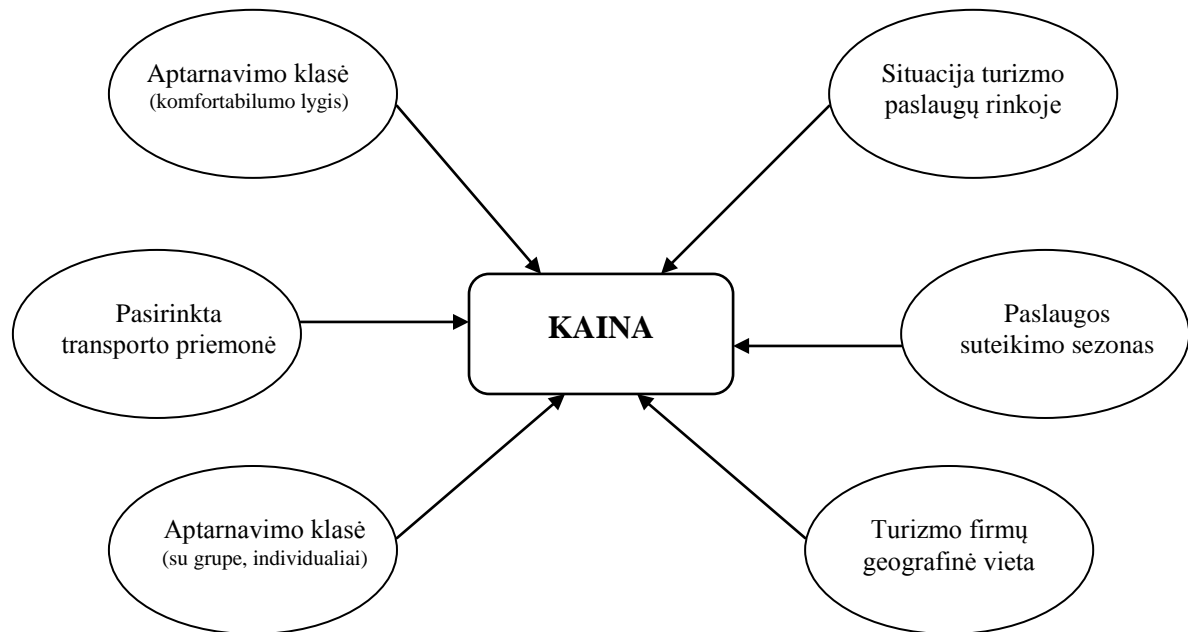 Aptarnavimo klasė
(komfortabilumo lygis)
Situacija turizmo
paslaugų rinkoje
Pasirinkta
transporto priemonė
KAINA
Paslaugos
suteikimo sezonas
Aptarnavimo klasė
(su grupe, individualiai)
Turizmo firmų
geografinė vieta